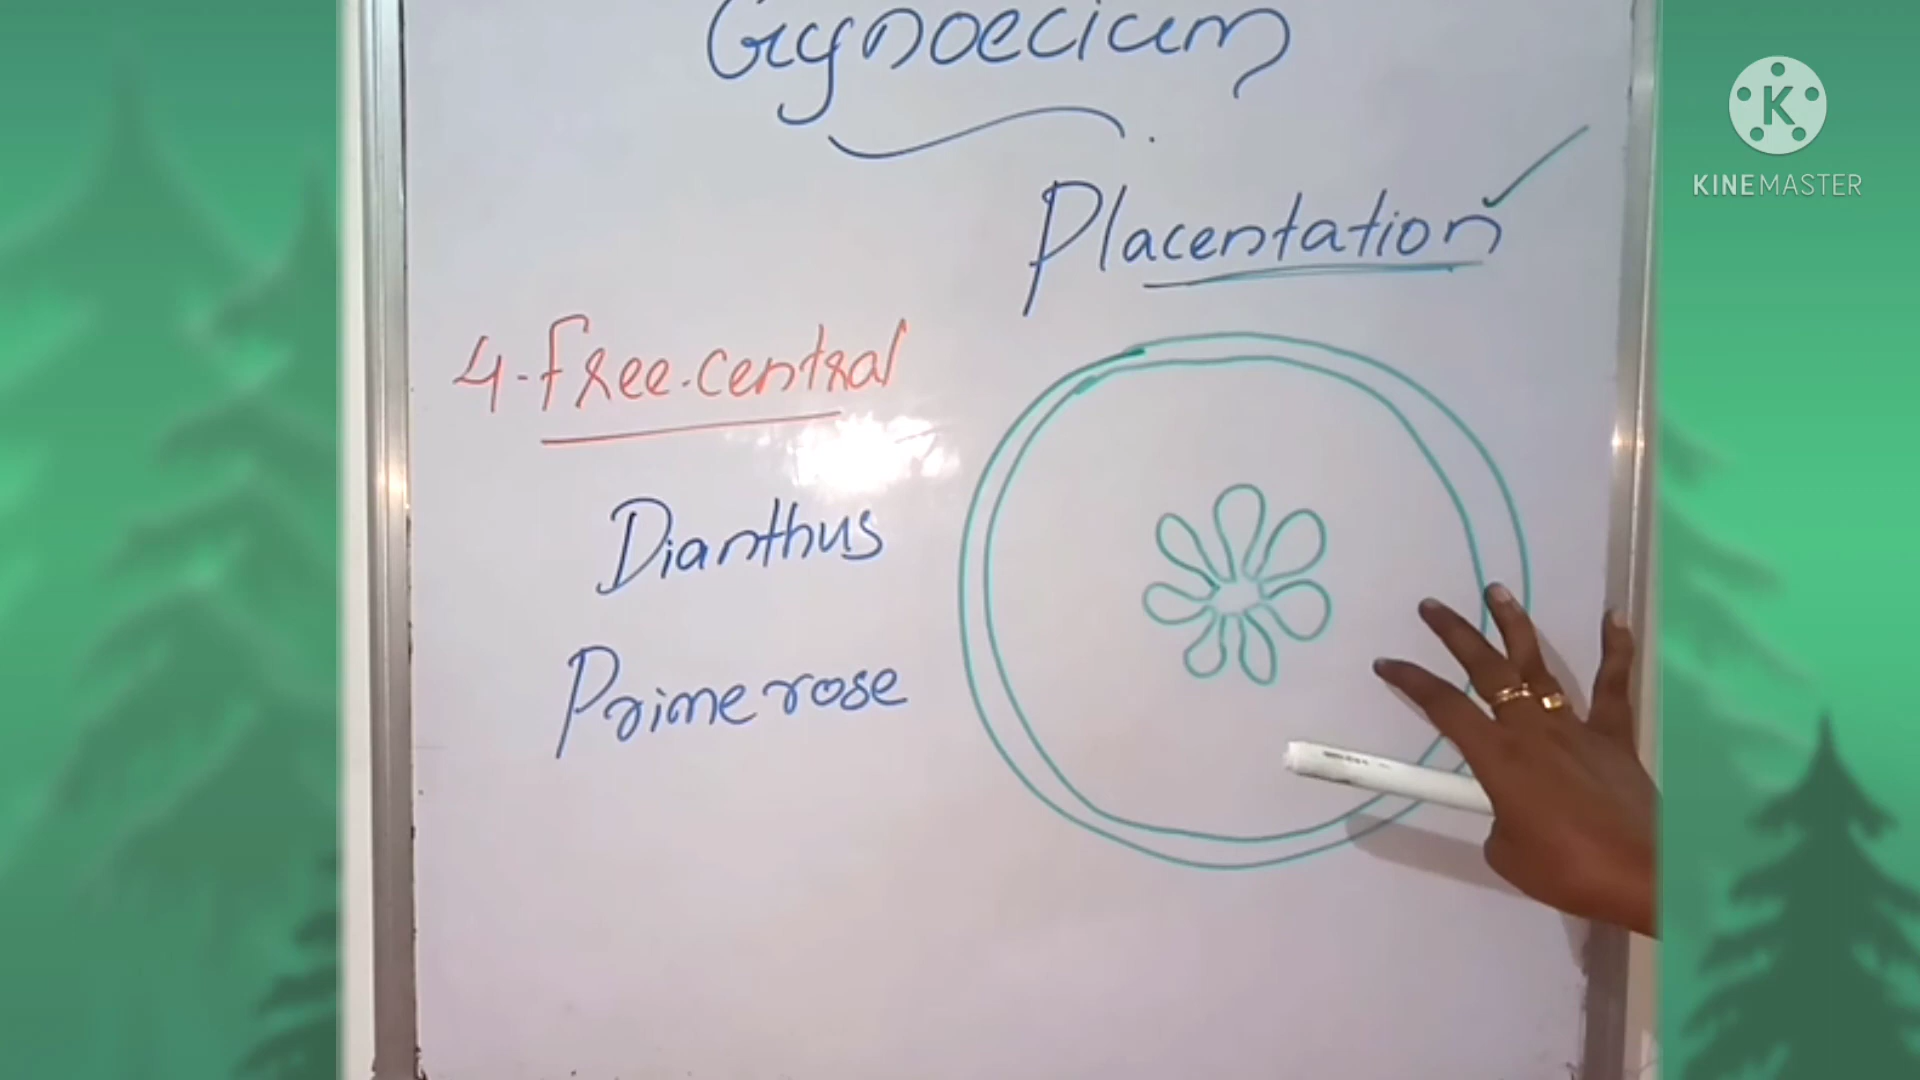 Gynoecium
Placentation
4-free-central
Dianthus
Primerose
K
KINEMASTER